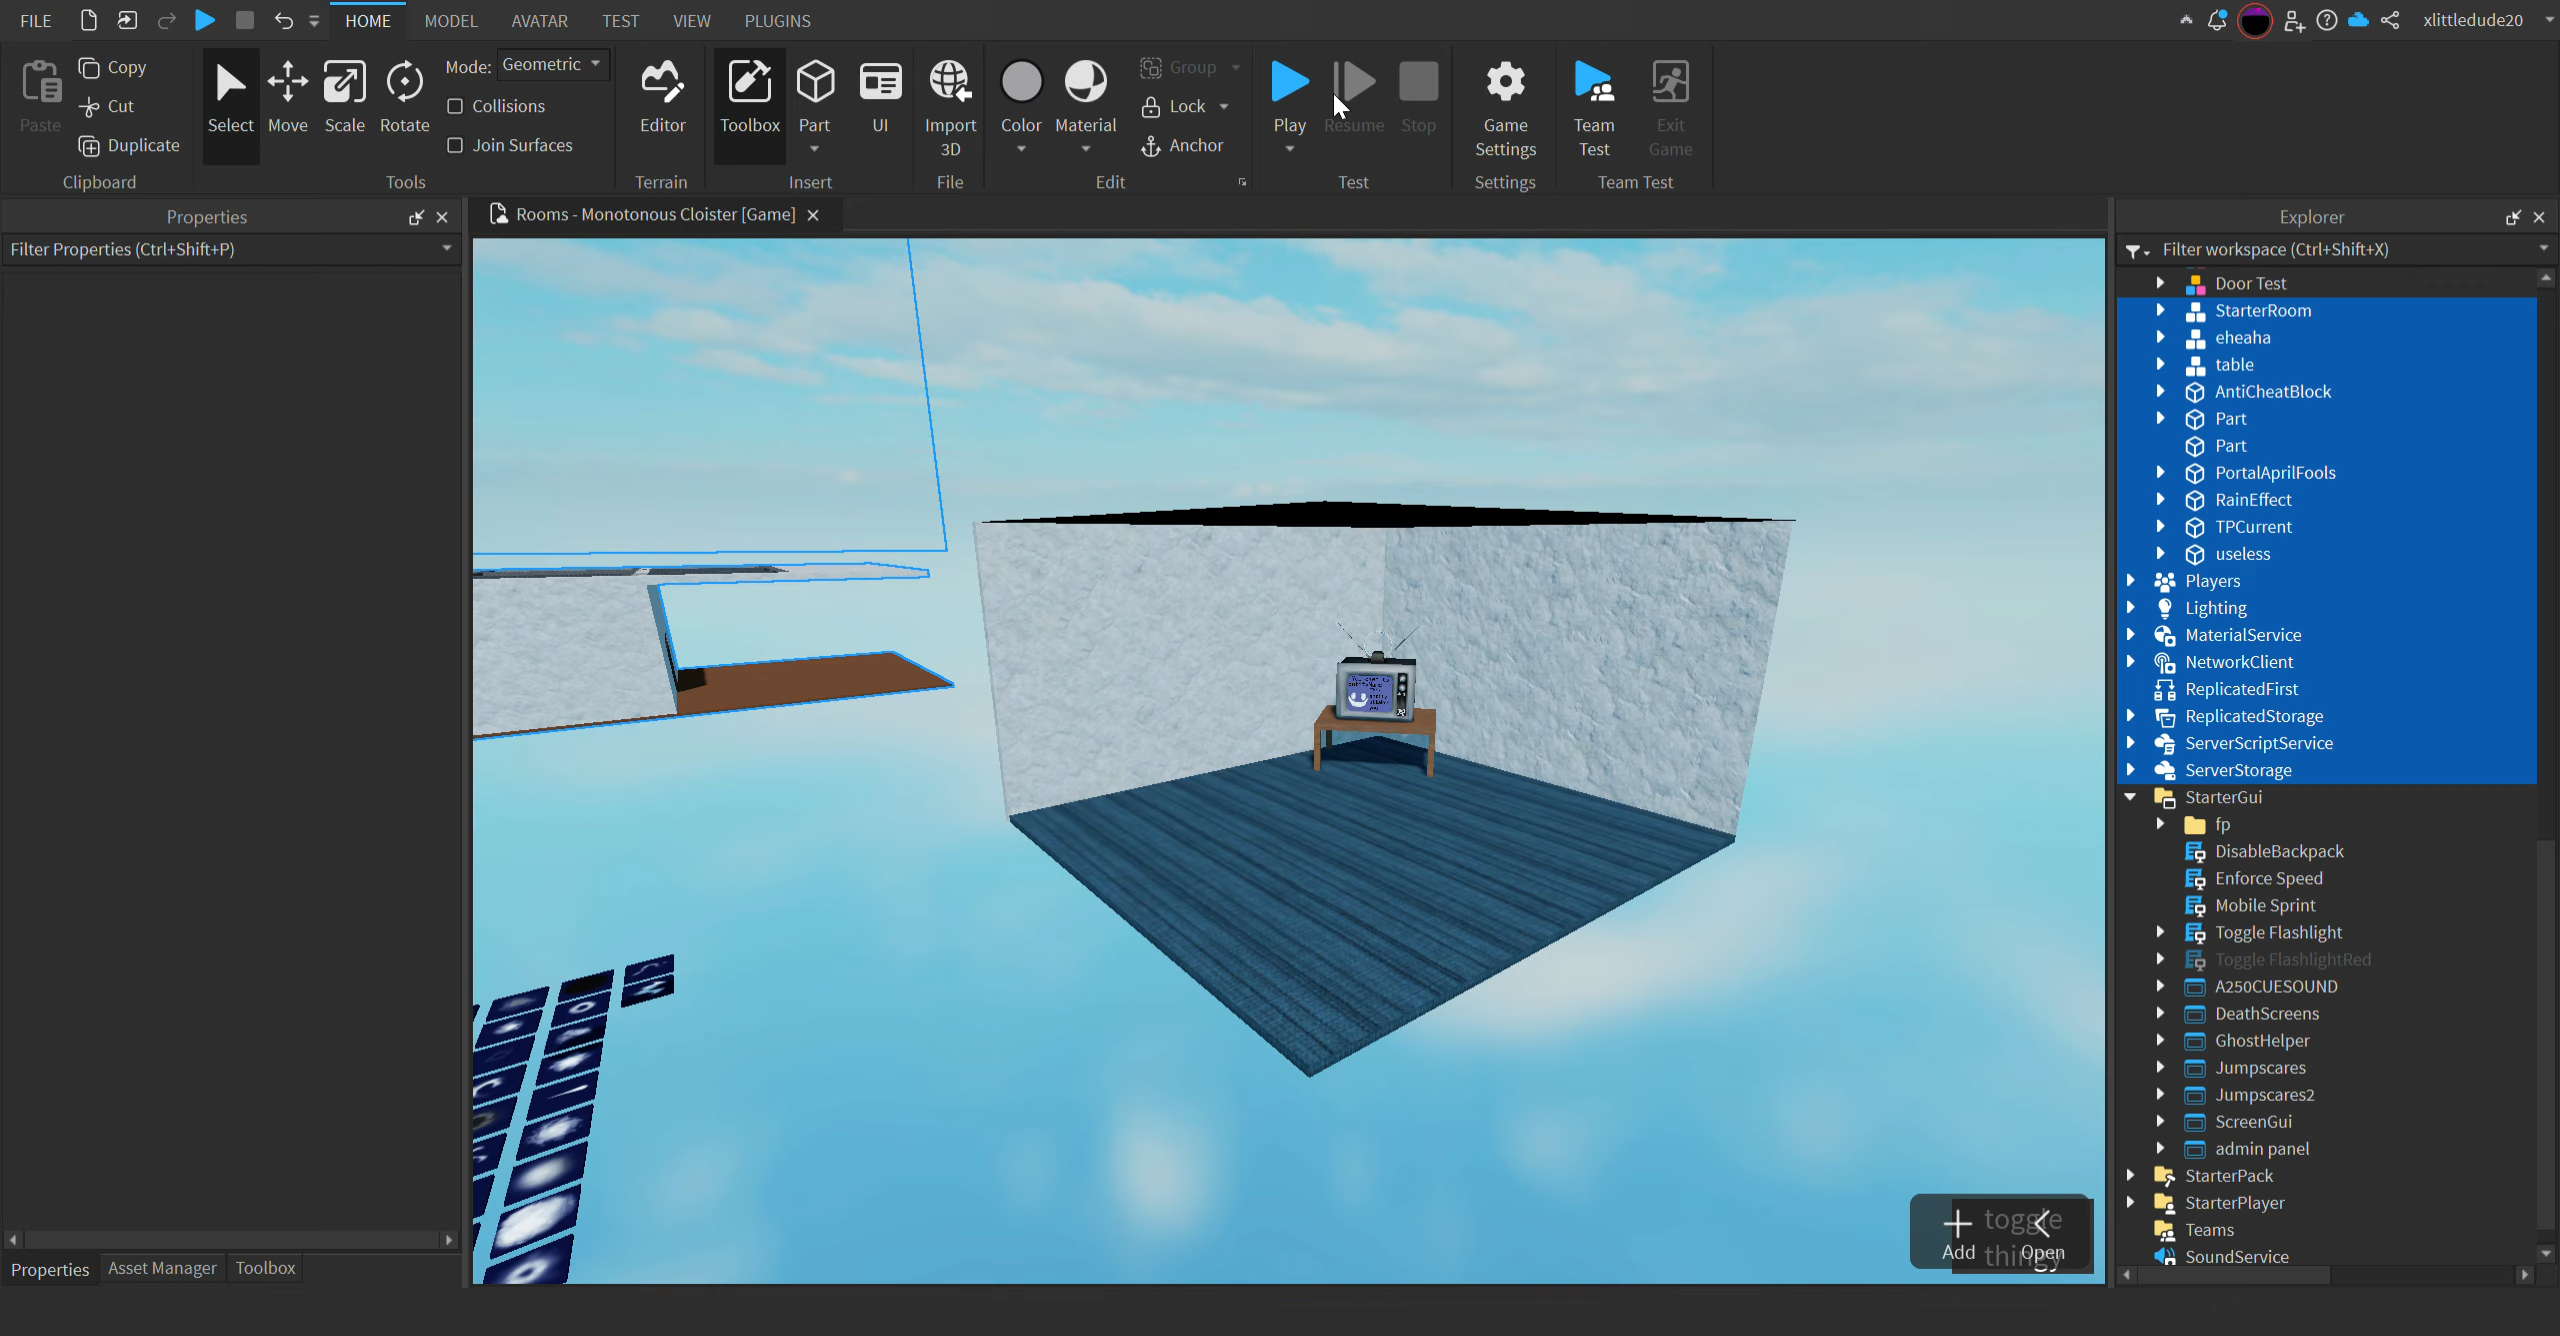 FILE
HOME
MODEL
AVATAR
TEST
VIEW
PLUGINS
xlittledude20
Paste
Copy
Cut
Duplicate
Clipboard
Select
Move
Scale
Rotate
Mode: Geometric
Collisions
Join Surfaces
Tools
Editor
Terrain
Toolbox
Part
UI
Insert
Import
3D
File
Color
Material
Group
Lock
Anchor
Edit
Play
Resume
Stop
Test
Game
Settings
Settings
Team
Test
Exit
Game
Team Test
Properties
Filter Properties (Ctrl+Shift+P)
Rooms - Monotonous Cloister [Game]
Explorer
Filter workspace (Ctrl+Shift+X)
Door Test
StarterRoom
eheaha
table
AntiCheatBlock
Part
Part
PortalAprilFools
RainEffect
TPCurrent
useless
Players
Lighting
MaterialService
NetworkClient
ReplicatedFirst
ReplicatedStorage
ServerScriptService
ServerStorage
StarterGui
fp
DisableBackpack
Enforce Speed
Mobile Sprint
Toggle Flashlight
Toggle FlashlightRed
A250CUESOUND
DeathScreens
GhostHelper
Jumpscares
Jumpscares2
ScreenGui
admin panel
StarterPack
StarterPlayer
Teams
SoundService
toggle
thingy
Add
Open
Properties
Asset Manager
Toolbox